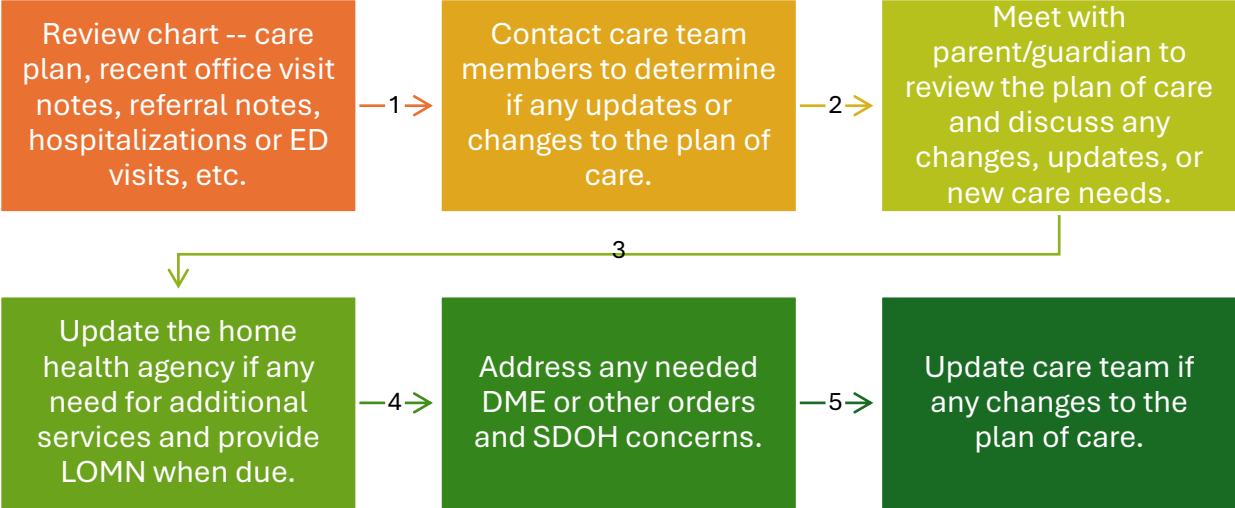 Review chart -- care
plan, recent office visit
notes, referral notes,
hospitalizations or ED
visits, etc.
1
Contact care team
members to determine
if any updates or
changes to the plan of
care.
2
Meet with
parent/guardian to
review the plan of care
and discuss any
changes, updates, or
new care needs.
3
Update the home
health agency if any
need for additional
services and provide
LOMN when due.
4
Address any needed
DME or other orders
and SDOH concerns.
5
Update care team if
any changes to the
plan of care.